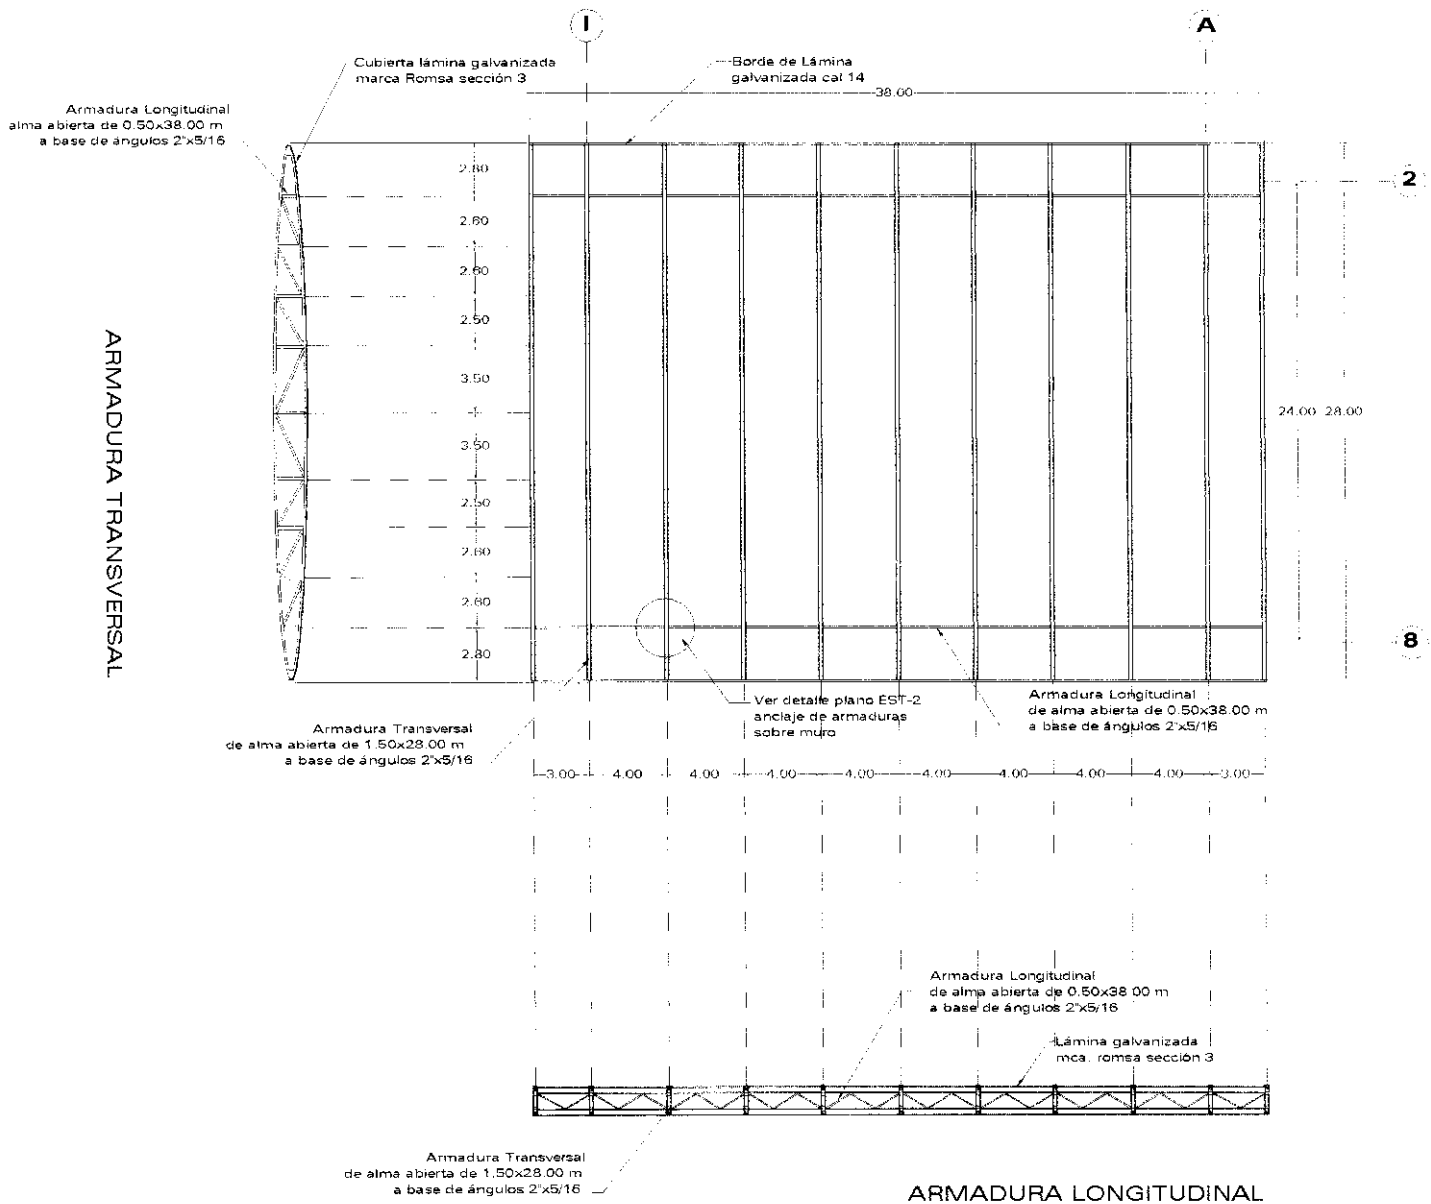 I
A
Cubierta lámina galvanizada
marca Romsa sección 3
Borde de Lámina
galvanizada cal 14
38.00
Armadura Longitudinal
alma abierta de 0.50x38.00 m
a base de ángulos 2"x5/16
2.80
2.60
2.60
2.50
3.50
3.50
2.50
2.60
2.60
2.80
2
24.00
28.00
8
ARMADURA TRANSVERSAL
Ver detalle plano EST-2
anclaje de armaduras
sobre muro
Armadura Longitudinal
de alma abierta de 0.50x38.00 m
a base de ángulos 2"x5/16
Armadura Transversal
de alma abierta de 1.50x28.00 m
a base de ángulos 2"x5/16
3.00 4.00 4.00 4.00 4.00 4.00 4.00 4.00 4.00 3.00
Armadura Longitudinal
de alma abierta de 0.50x38.00 m
a base de ángulos 2"x5/16
Lámina galvanizada
mca. romsa sección 3
Armadura Transversal
de alma abierta de 1.50x28.00 m
a base de ángulos 2"x5/16
ARMADURA LONGITUDINAL